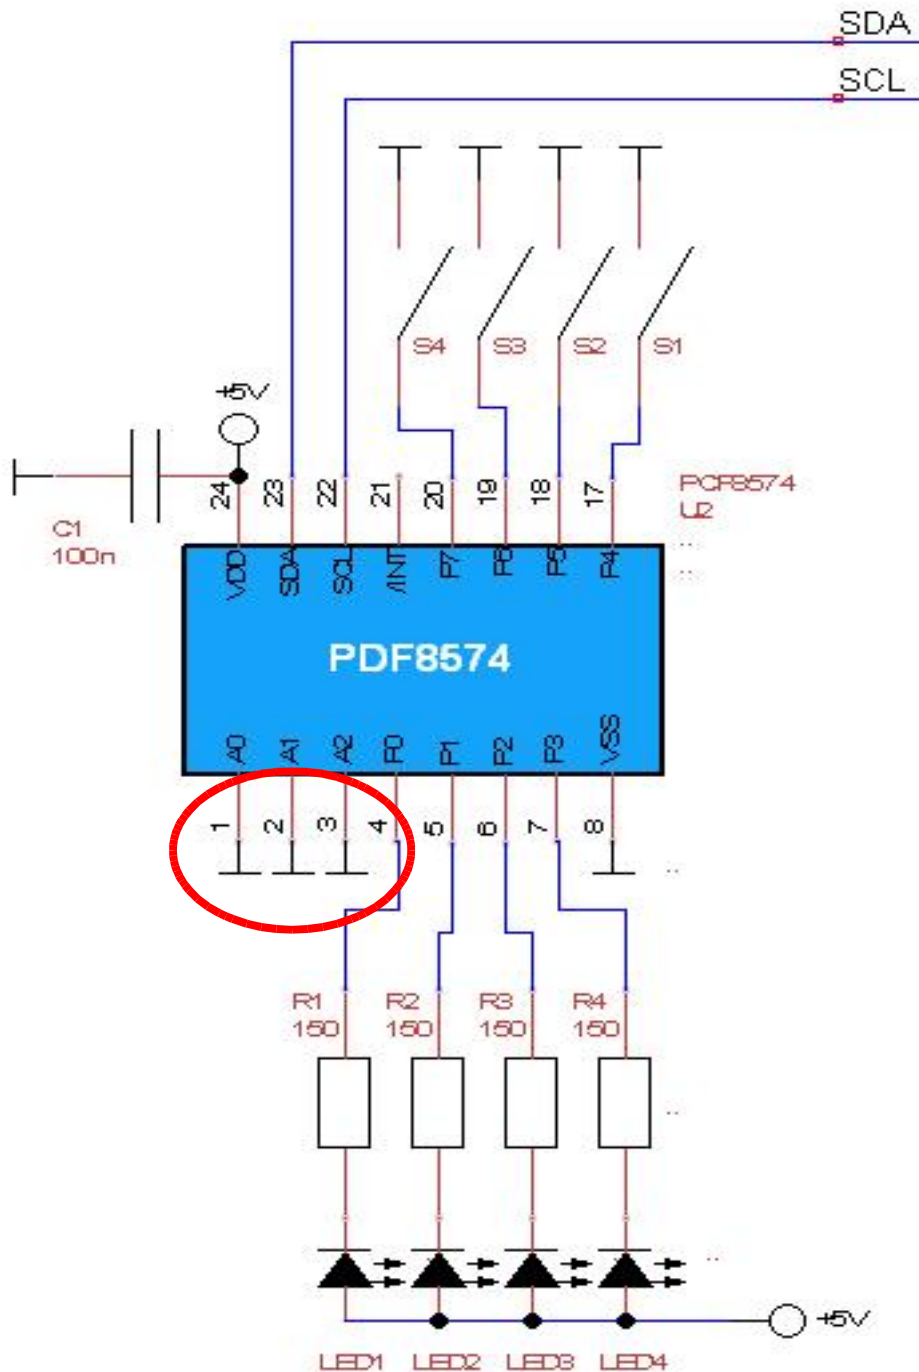 SDA
SCL
S4 S3 S2 S1
+5V
24 23 22 21 20 19 18 17
PCF8574
U2
C1
100n
VDD SDA SCL /INT P7 P6 P5 P4
PDF8574
A0 A1 A2 P0 P1 P2 P3 VSS
1 2 3 4 5 6 7 8
R1 R2 R3 R4
150 150 150 150
+5V
LED1 LED2 LED3 LED4